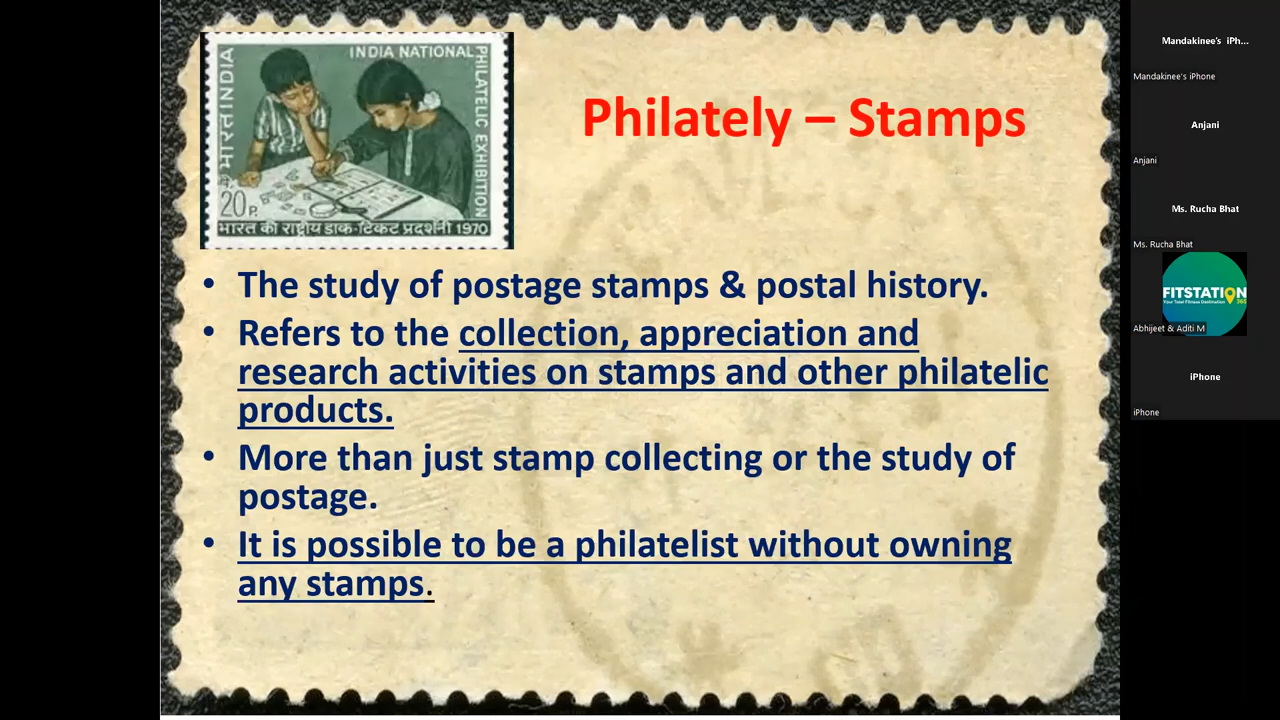 INDIA NATIONAL
PHILATELIC EXHIBITION
भारत INDIA
20 P.
भारत की राष्ट्रीय डाक-टिकट प्रदर्शनी 1970
Philately – Stamps
• The study of postage stamps & postal history.
• Refers to the collection, appreciation and
research activities on stamps and other philatelic
products.
• More than just stamp collecting or the study of
postage.
• It is possible to be a philatelist without owning
any stamps.
Mandakinee's iPh...
Mandakinee's iPhone
Anjani
Anjani
Ms. Rucha Bhat
Ms. Rucha Bhat
FITSTATION
Your Total Fitness Destination 365
Abhijeet & Aditi M
iPhone
iPhone